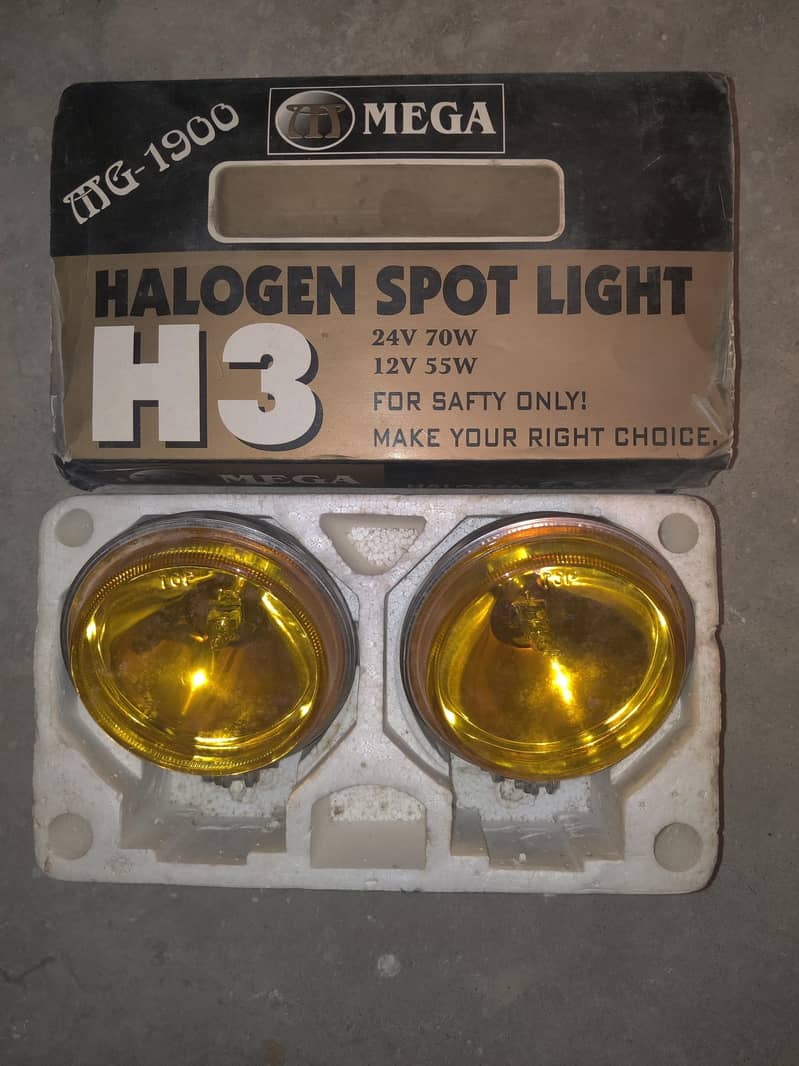 MG-1900
MEGA
HALOGEN SPOT LIGHT
H3
24V 70W
12V 55W
FOR SAFTY ONLY!
MAKE YOUR RIGHT CHOICE.
MEGA
TOP
TOP